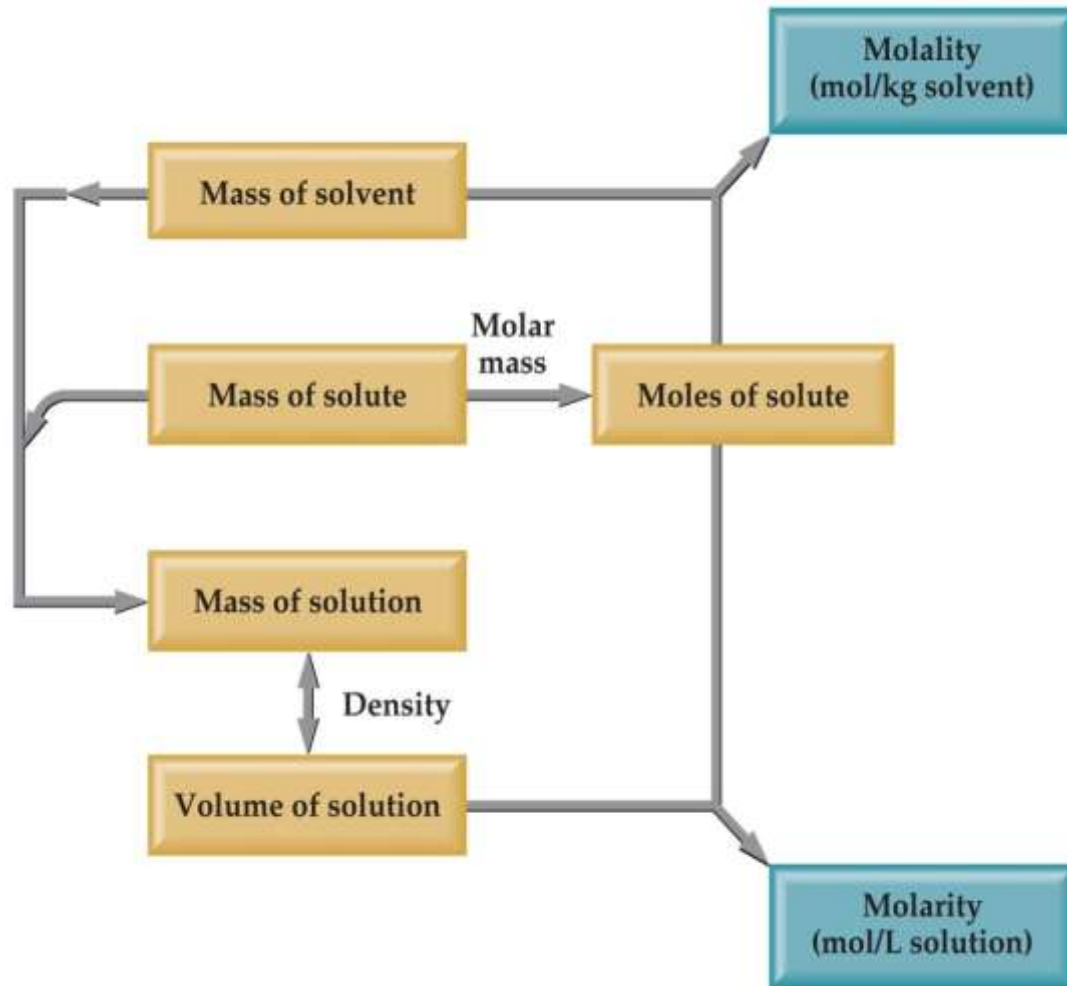 Molality
(mol/kg solvent)
Mass of solvent
Molar
mass
Mass of solute
Moles of solute
Mass of solution
Density
Volume of solution
Molarity
(mol/L solution)